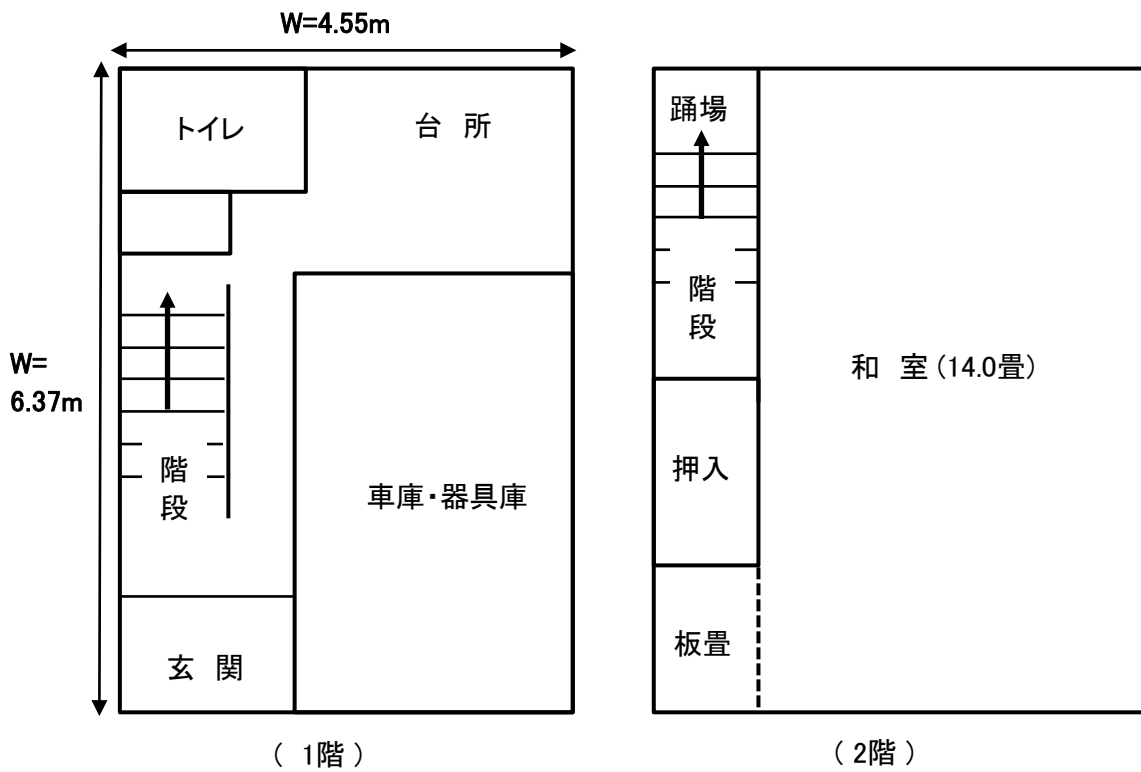 W=4.55m
W=
6.37m
トイレ
台 所
階
段
車庫・器具庫
玄 関
( 1階 )
踊場
階
段
和 室(14.0畳)
押入
板畳
( 2階 )